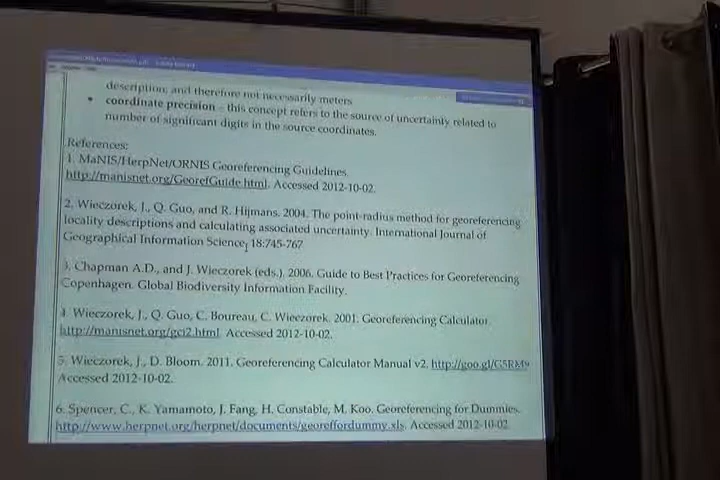 description, and therefore not necessarily meters
• coordinate precision – this concept refers to the source of uncertainty related to
number of significant digits in the source coordinates.
References:
1. MaNIS/HerpNet/ORNIS Georeferencing Guidelines.
http://manisnet.org/GeorefGuide.html. Accessed 2012-10-02.
2. Wieczorek, J., Q. Guo, and R. Hijmans. 2004. The point-radius method for georeferencing
locality descriptions and calculating associated uncertainty. International Journal of
Geographical Information Science, 18:745-767
3. Chapman A.D., and J. Wieczorek (eds.). 2006. Guide to Best Practices for Georeferencing
Copenhagen. Global Biodiversity Information Facility.
4. Wieczorek, J., Q. Guo, C. Boureau, C. Wieczorek. 2001. Georeferencing Calculator.
http://manisnet.org/gci2.html. Accessed 2012-10-02.
5. Wieczorek, J., D. Bloom. 2011. Georeferencing Calculator Manual v2.
Accessed 2012-10-02.
6. Spencer, C., K. Yamamoto, J. Fang, H. Constable, M. Koo. Georeferencing for Dummies.
http://www.herpnet.org/herpnet/documents/georeffordummy.xls. Accessed 2012-10-02